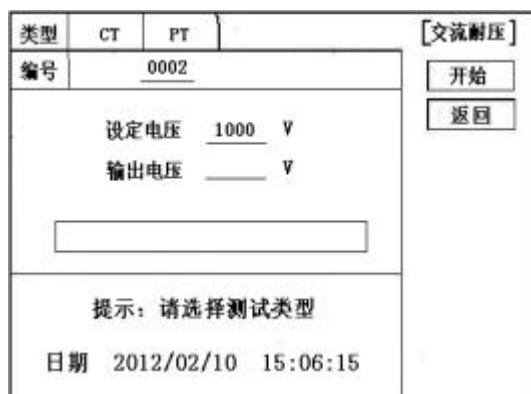 类型 CT PT [交流耐压]
编号 0002 开始
返回
设定电压 1000 V
输出电压 V
提示：请选择测试类型
日期 2012/02/10 15:06:15